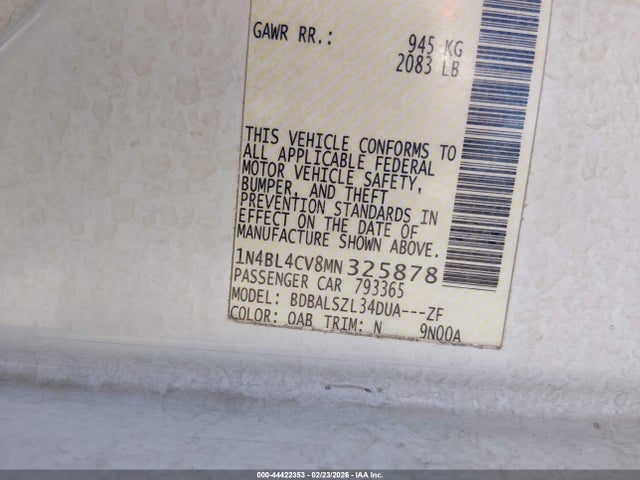 GAWR RR.: 945 KG
2083 LB
THIS VEHICLE CONFORMS TO
ALL APPLICABLE FEDERAL
MOTOR VEHICLE SAFETY,
BUMPER, AND THEFT
PREVENTION STANDARDS IN
EFFECT ON THE DATE OF
MANUFACTURE SHOWN ABOVE.
1N4BL4CV8MN325878
PASSENGER CAR 793365
MODEL: BDBALSZL34DUA---ZF
COLOR: QAB TRIM: N 9N00A
000-44422353 - 02/23/2026 - IAA Inc.